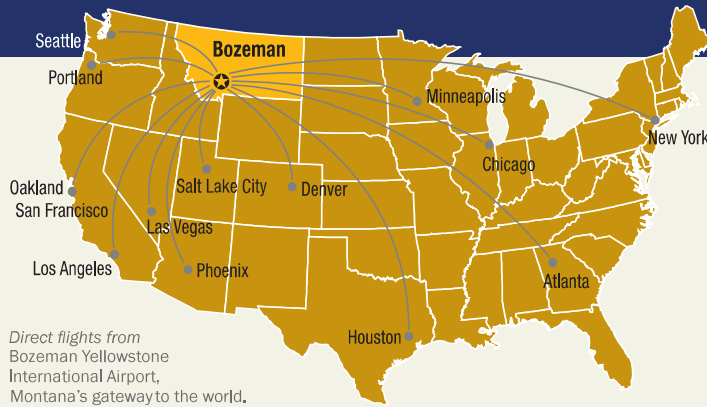 Seattle
Bozeman
Portland
Minneapolis
New York
Chicago
Salt Lake City
Denver
Oakland
San Francisco
Las Vegas
Los Angeles
Phoenix
Atlanta
Houston
Direct flights from
Bozeman Yellowstone
International Airport,
Montana's gateway to the world.